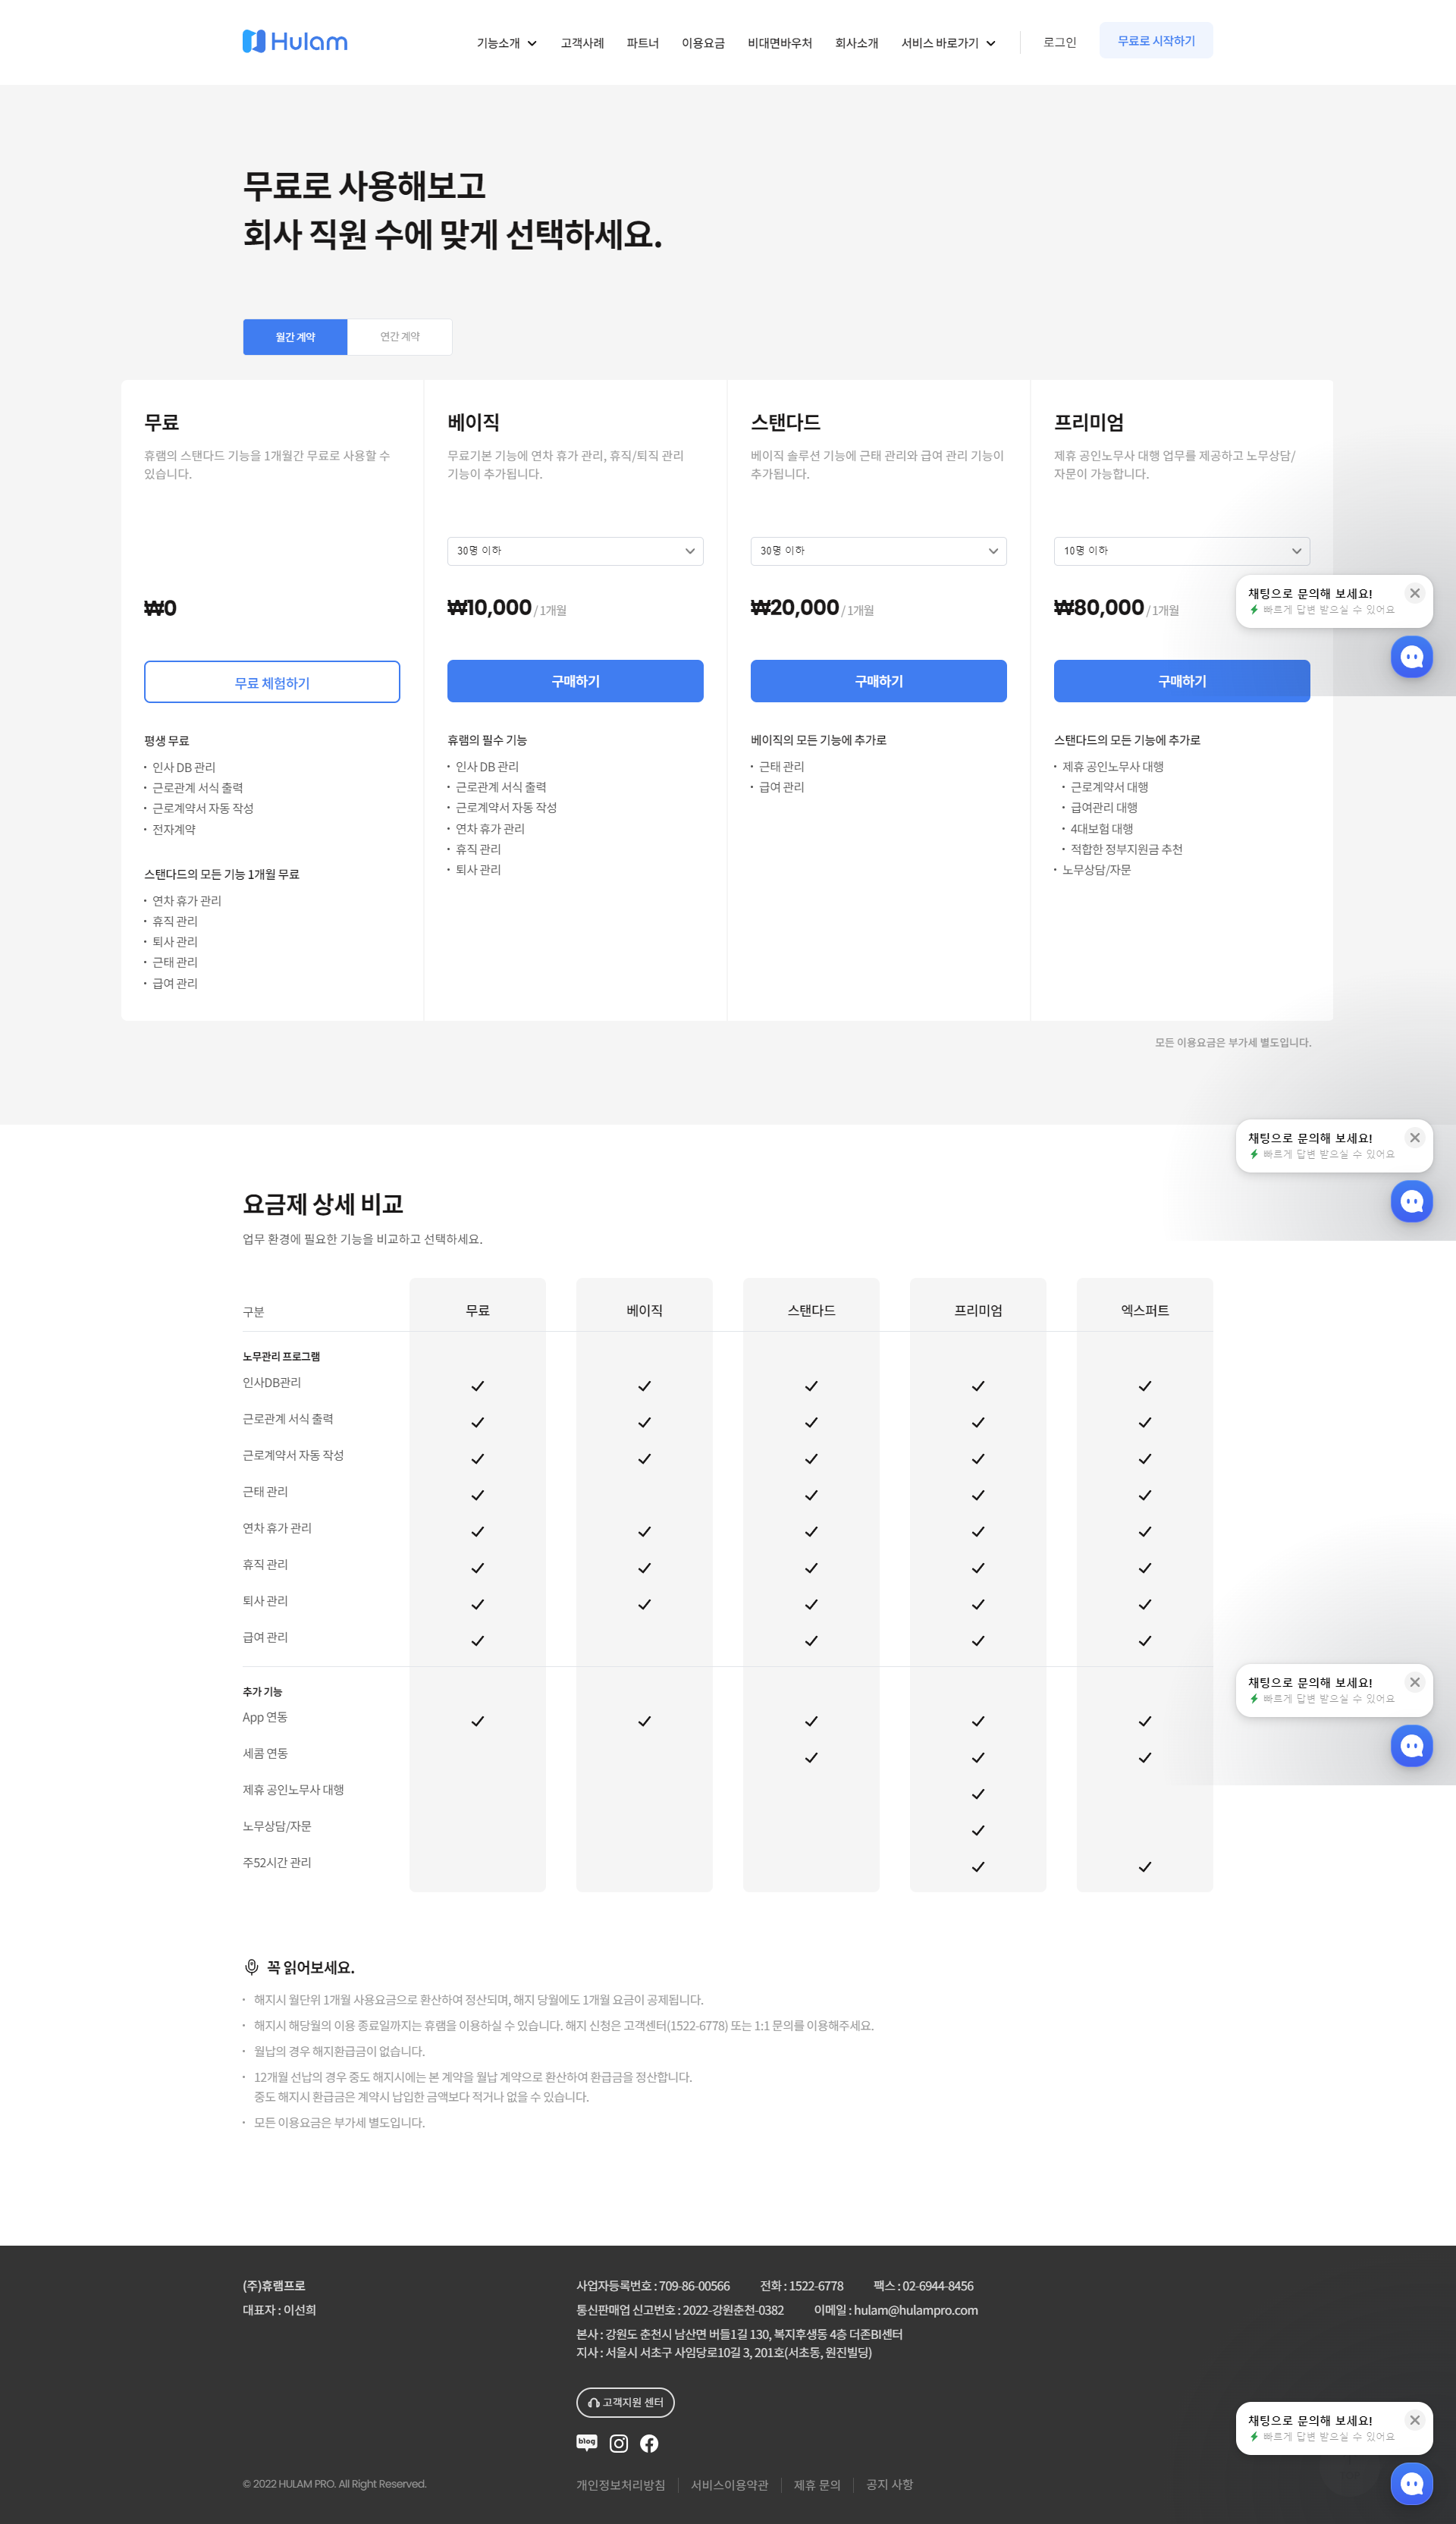 Hulam
기능소개 고객사례 파트너 이용요금 비대면바우처 회사소개 서비스 바로가기 로그인 무료로 시작하기
무료로 사용해보고
회사 직원 수에 맞게 선택하세요.
월간 계약 연간 계약
무료
휴램의 스탠다드 기능을 1개월간 무료로 사용할 수
있습니다.
₩0
무료 체험하기
평생 무료
· 인사 DB 관리
· 근로관계 서식 출력
· 근로계약서 자동 작성
· 전자계약
스탠다드의 모든 기능 1개월 무료
· 연차 휴가 관리
· 휴직 관리
· 퇴사 관리
· 근태 관리
· 급여 관리
베이직
무료기본 기능에 연차 휴가 관리, 휴직/퇴직 관리
기능이 추가됩니다.
30명 이하
₩10,000 / 1개월
구매하기
휴램의 필수 기능
· 인사 DB 관리
· 근로관계 서식 출력
· 근로계약서 자동 작성
· 연차 휴가 관리
· 휴직 관리
· 퇴사 관리
스탠다드
베이직 솔루션 기능에 근태 관리와 급여 관리 기능이
추가됩니다.
30명 이하
₩20,000 / 1개월
구매하기
베이직의 모든 기능에 추가로
· 근태 관리
· 급여 관리
프리미엄
제휴 공인노무사 대행 업무를 제공하고 노무상담/
자문이 가능합니다.
10명 이하
₩80,000 / 1개월
구매하기
스탠다드의 모든 기능에 추가로
· 제휴 공인노무사 대행
· 근로계약서 대행
· 급여관리 대행
· 4대보험 대행
· 적합한 정부지원금 추천
· 노무상담/자문
채팅으로 문의해 보세요!
빠르게 답변 받으실 수 있어요
모든 이용요금은 부가세 별도입니다.
채팅으로 문의해 보세요!
빠르게 답변 받으실 수 있어요
요금제 상세 비교
업무 환경에 필요한 기능을 비교하고 선택하세요.
구분 무료 베이직 스탠다드 프리미엄 엑스퍼트
노무관리 프로그램
인사DB관리
근로관계 서식 출력
근로계약서 자동 작성
근태 관리
연차 휴가 관리
휴직 관리
퇴사 관리
급여 관리
채팅으로 문의해 보세요!
빠르게 답변 받으실 수 있어요
추가 기능
App 연동
세콤 연동
제휴 공인노무사 대행
노무상담/자문
주52시간 관리
꼭 읽어보세요.
· 해지시 월단위 1개월 사용요금으로 환산하여 정산되며, 해지 당월에도 1개월 요금이 공제됩니다.
· 해지시 해당월의 이용 종료일까지는 휴램을 이용하실 수 있습니다. 해지 신청은 고객센터(1522-6778) 또는 1:1 문의를 이용해주세요.
· 월납의 경우 해지환급금이 없습니다.
· 12개월 선납의 경우 중도 해지시에는 본 계약을 월납 계약으로 환산하여 환급금을 정산합니다.
중도 해지시 환급금은 계약시 납입한 금액보다 적거나 없을 수 있습니다.
· 모든 이용요금은 부가세 별도입니다.
(주)휴램프로
대표자 : 이선희
사업자등록번호 : 709-86-00566 전화 : 1522-6778 팩스 : 02-6944-8456
통신판매업 신고번호 : 2022-강원춘천-0382 이메일 : hulam@hulampro.com
본사 : 강원도 춘천시 남산면 버들1길 130, 복지후생동 4층 더존BI센터
지사 : 서울시 서초구 사임당로10길 3, 201호(서초동, 원진빌딩)
고객지원 센터
blog
채팅으로 문의해 보세요!
빠르게 답변 받으실 수 있어요
© 2022 HULAM PRO. All Right Reserved.
개인정보처리방침 서비스이용약관 제휴 문의 공지 사항